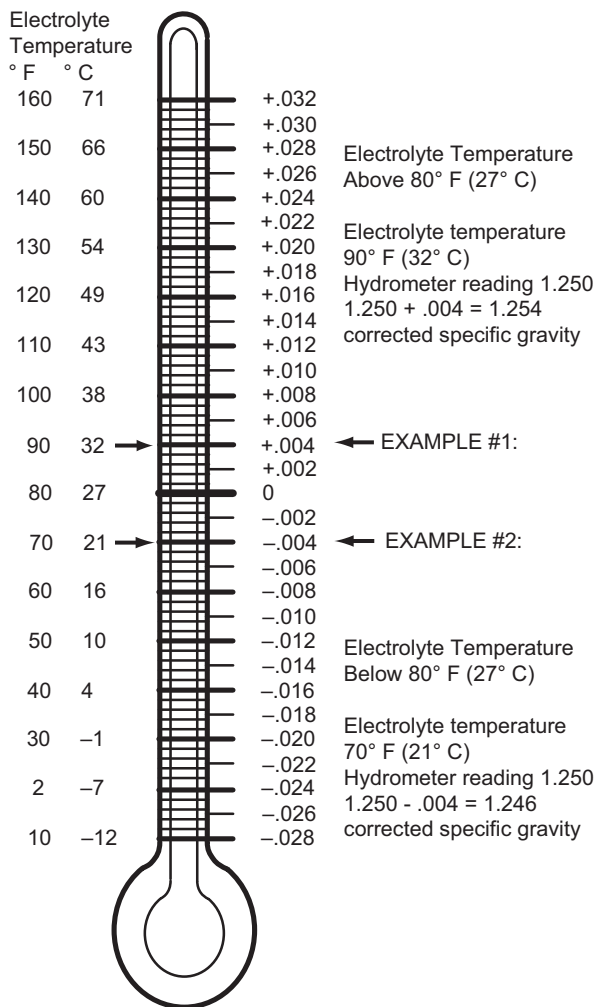 Electrolyte
Temperature
° F ° C
160 71 +.032
+.030
150 66 +.028
+.026
140 60 +.024
+.022
130 54 +.020
+.018
120 49 +.016
+.014
110 43 +.012
+.010
100 38 +.008
+.006
90 32 +.004
+.002
80 27 0
–.002
70 21 –.004
–.006
60 16 –.008
–.010
50 10 –.012
–.014
40 4 –.016
–.018
30 –1 –.020
–.022
2 –7 –.024
–.026
10 –12 –.028
Electrolyte Temperature
Above 80° F (27° C)
Electrolyte temperature
90° F (32° C)
Hydrometer reading 1.250
1.250 + .004 = 1.254
corrected specific gravity
EXAMPLE #1:
EXAMPLE #2:
Electrolyte Temperature
Below 80° F (27° C)
Electrolyte temperature
70° F (21° C)
Hydrometer reading 1.250
1.250 - .004 = 1.246
corrected specific gravity